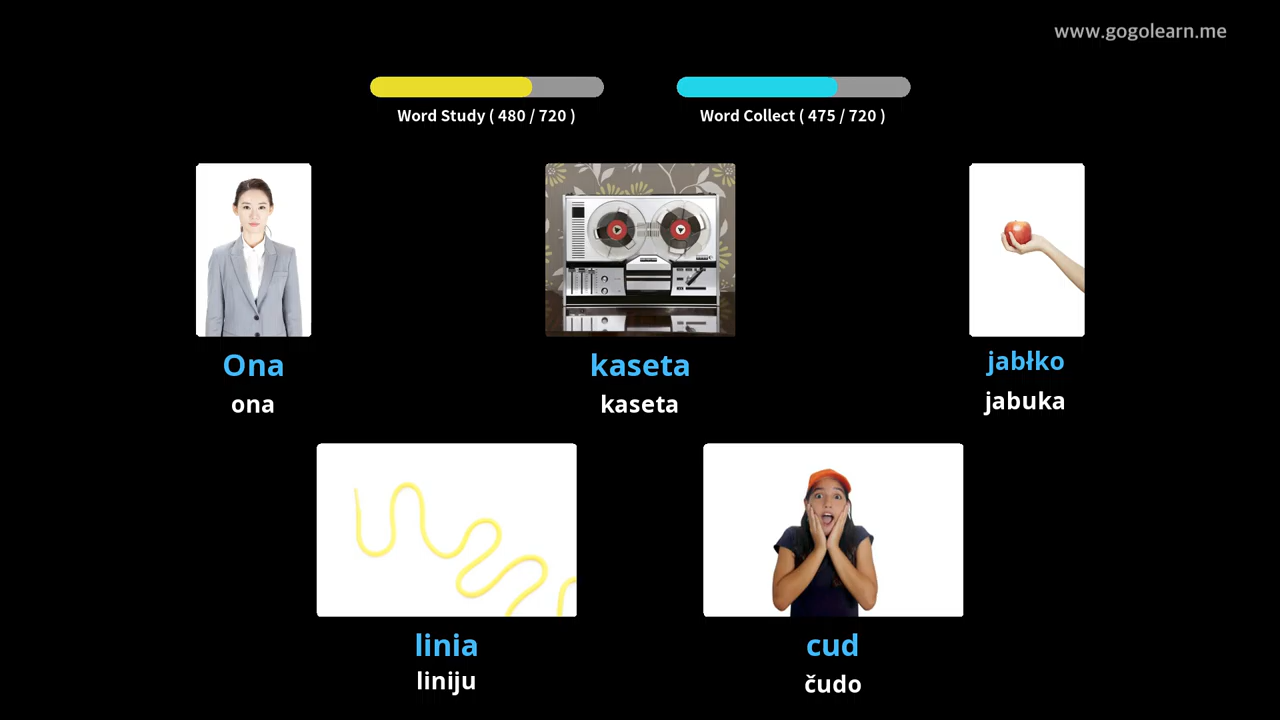 www.gogolearn.me
Word Study ( 480 / 720 )
Word Collect ( 475 / 720 )
Ona
ona
kaseta
kaseta
jabłko
jabuka
linia
liniju
cud
čudo